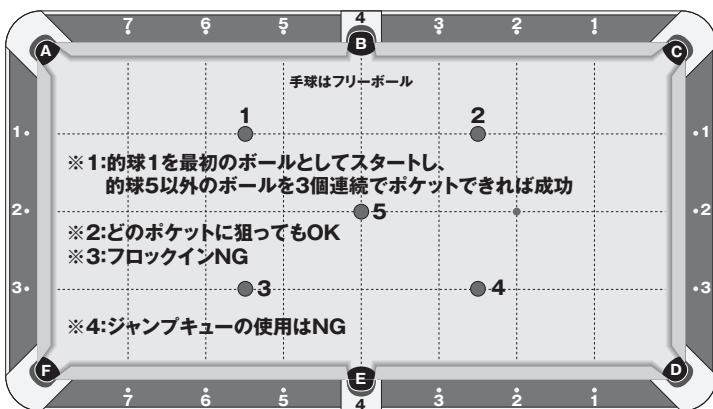 7 6 5 4 3 2 1
A B C
手球はフリーボール
1 2
1 1
※1:的球1を最初のボールとしてスタートし、
的球5以外のボールを3個連続でポケットできれば成功
2 5 2
※2:どのポケットに狙ってもOK
※3:フロックインNG
3 3 4 3
※4:ジャンプキューの使用はNG
F E D
7 6 5 4 3 2 1